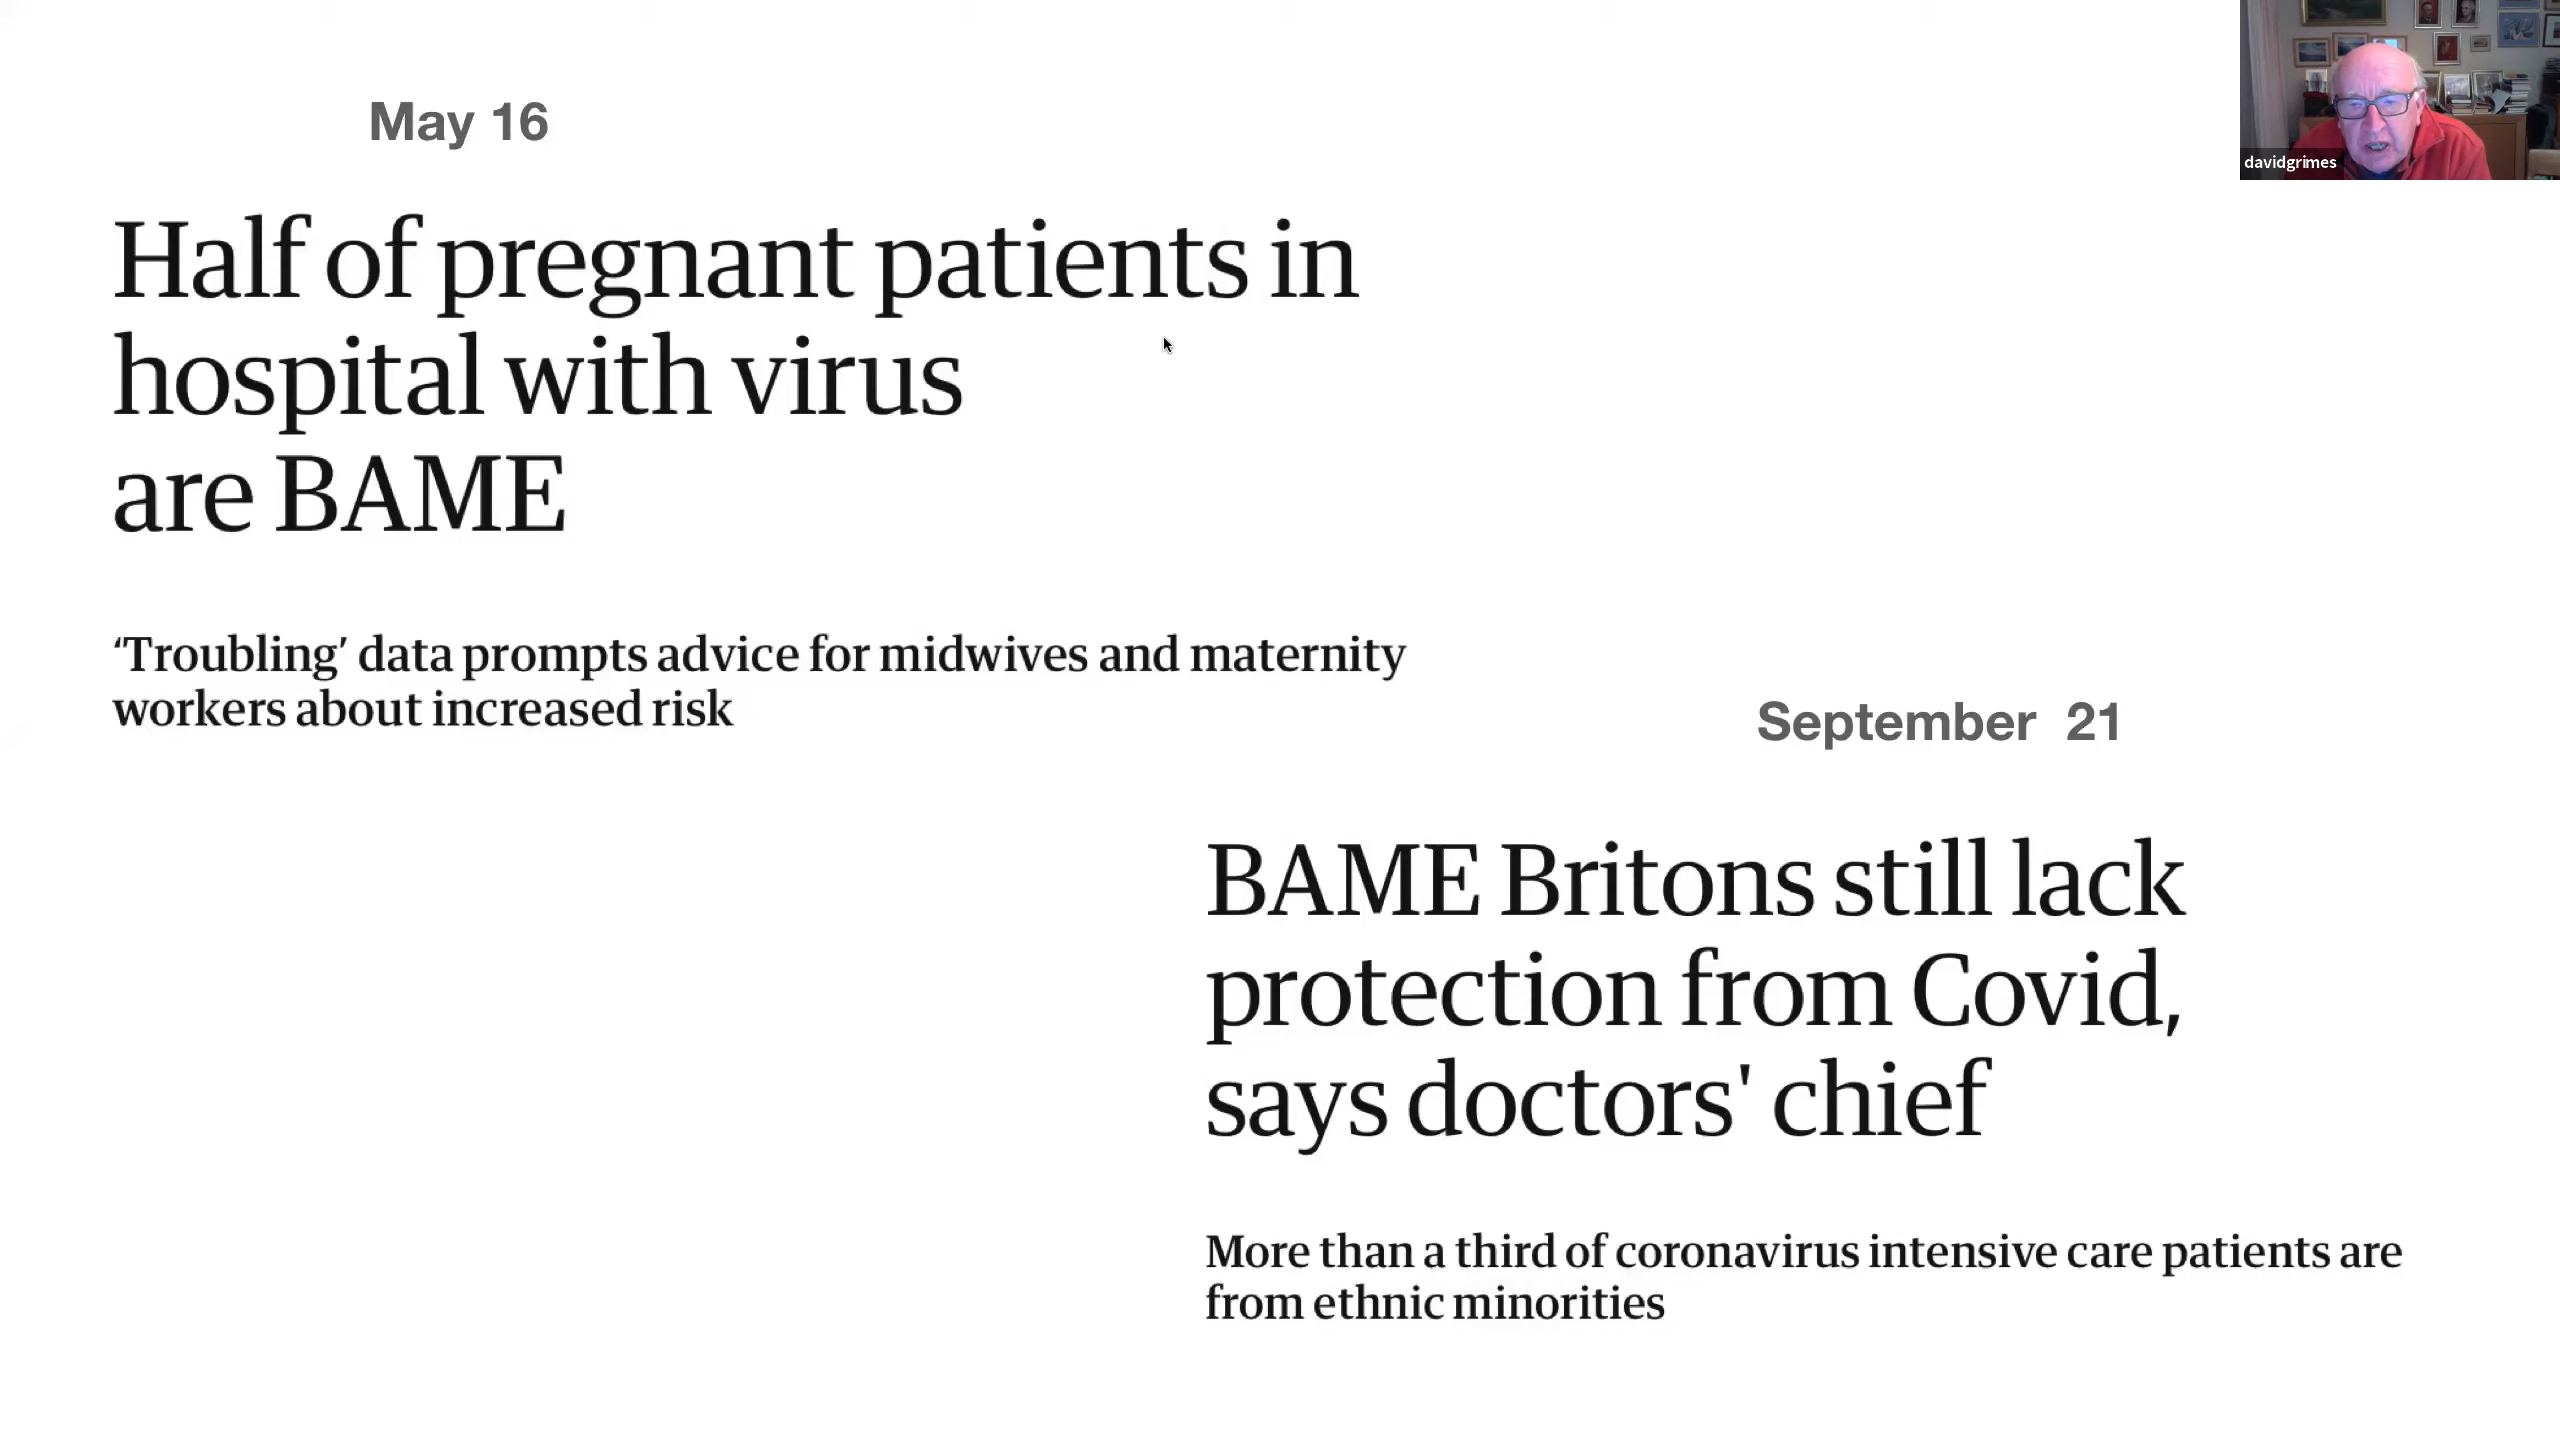 May 16
Half of pregnant patients in
hospital with virus
are BAME
‘Troubling’ data prompts advice for midwives and maternity
workers about increased risk
September 21
BAME Britons still lack
protection from Covid,
says doctors' chief
More than a third of coronavirus intensive care patients are
from ethnic minorities
davidgrimes